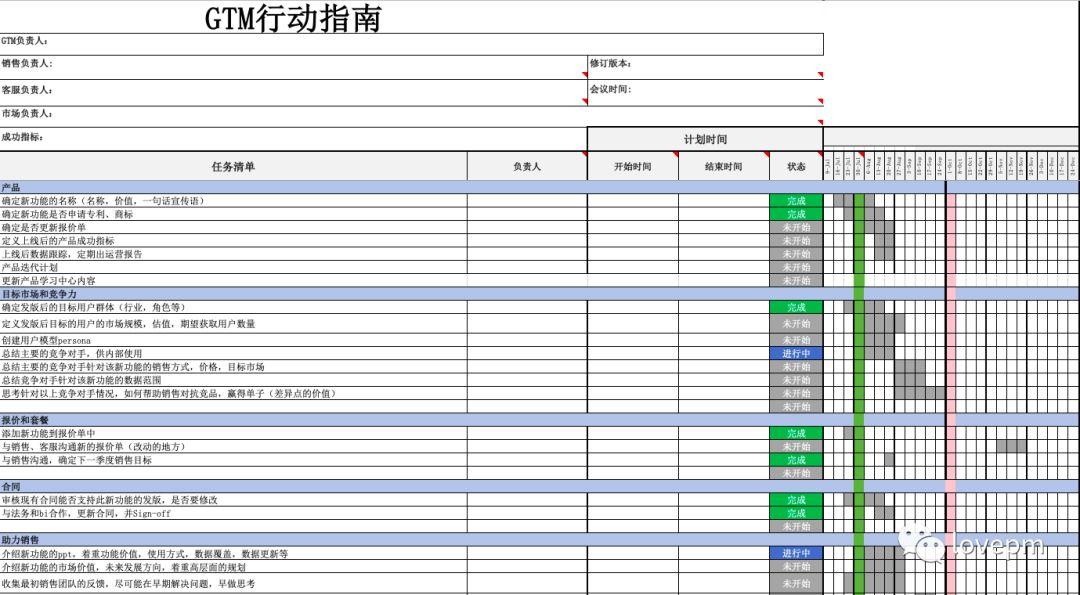 GTM行动指南
GTM负责人：
销售负责人： 修订版本：
客服负责人： 会议时间：
市场负责人：
成功指标： 计划时间
任务清单 负责人 开始时间 结束时间 状态
产品
确定新功能的名称（名称，价值，一句话宣传语） 完成
确定新功能是否申请专利、商标 完成
确定是否更新报价单 未开始
定义上线后的产品成功指标 未开始
上线后数据跟踪，定期出运营报告 未开始
产品迭代计划 未开始
更新产品学习中心内容 未开始
目标市场和竞争力
确定发版后的目标用户群体（行业，角色等） 完成
定义发版后目标的用户的市场规模，估值，期望获取用户数量 未开始
创建用户模型persona 未开始
总结主要的竞争对手，供内部使用 进行中
总结主要的竞争对手针对该新功能的销售方式，价格，目标市场 未开始
总结竞争对手针对该新功能的数据范围 未开始
思考针对以上竞争对手情况，如何帮助销售对抗竞品，赢得单子（差异点的价值） 未开始
未开始
报价和套餐
添加新功能到报价单中 完成
与销售、客服沟通新的报价单（改动的地方） 未开始
与销售沟通，确定下一季度销售目标 完成
未开始
合同
审核现有合同能否支持此新功能的发版，是否要修改 完成
与法务和bi合作，更新合同，并Sign-off 完成
未开始
助力销售
介绍新功能的ppt，着重功能价值，使用方式，数据覆盖，数据更新等 进行中
介绍新功能的市场价值，未来发展方向，着重高层面的规划 未开始
收集最初销售团队的反馈，尽可能在早期解决问题，早做思考 未开始
lovepm